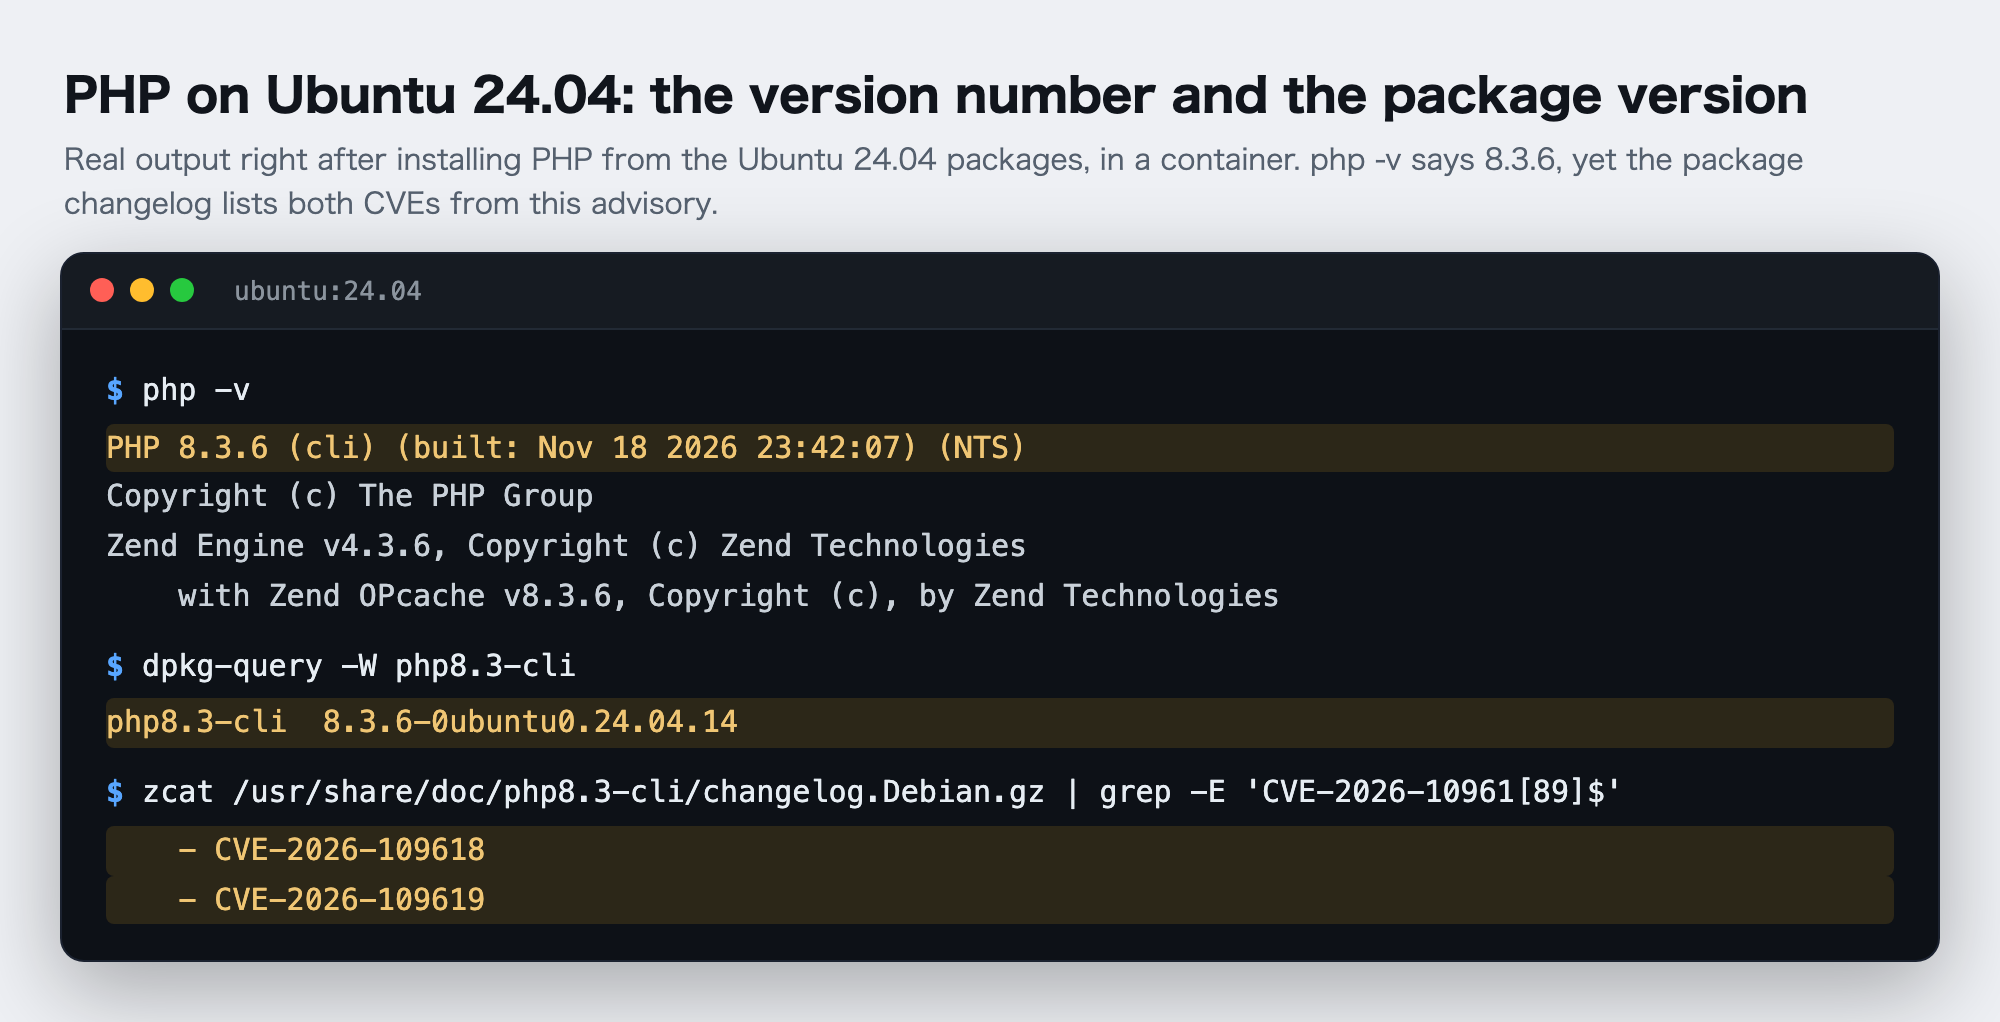 PHP on Ubuntu 24.04: the version number and the package version
Real output right after installing PHP from the Ubuntu 24.04 packages, in a container. php -v says 8.3.6, yet the package
changelog lists both CVEs from this advisory.
ubuntu:24.04
$ php -v
PHP 8.3.6 (cli) (built: Nov 18 2026 23:42:07) (NTS)
Copyright (c) The PHP Group
Zend Engine v4.3.6, Copyright (c) Zend Technologies
    with Zend OPcache v8.3.6, Copyright (c), by Zend Technologies
$ dpkg-query -W php8.3-cli
php8.3-cli  8.3.6-0ubuntu0.24.04.14
$ zcat /usr/share/doc/php8.3-cli/changelog.Debian.gz | grep -E 'CVE-2026-10961[89]$'
    - CVE-2026-109618
    - CVE-2026-109619